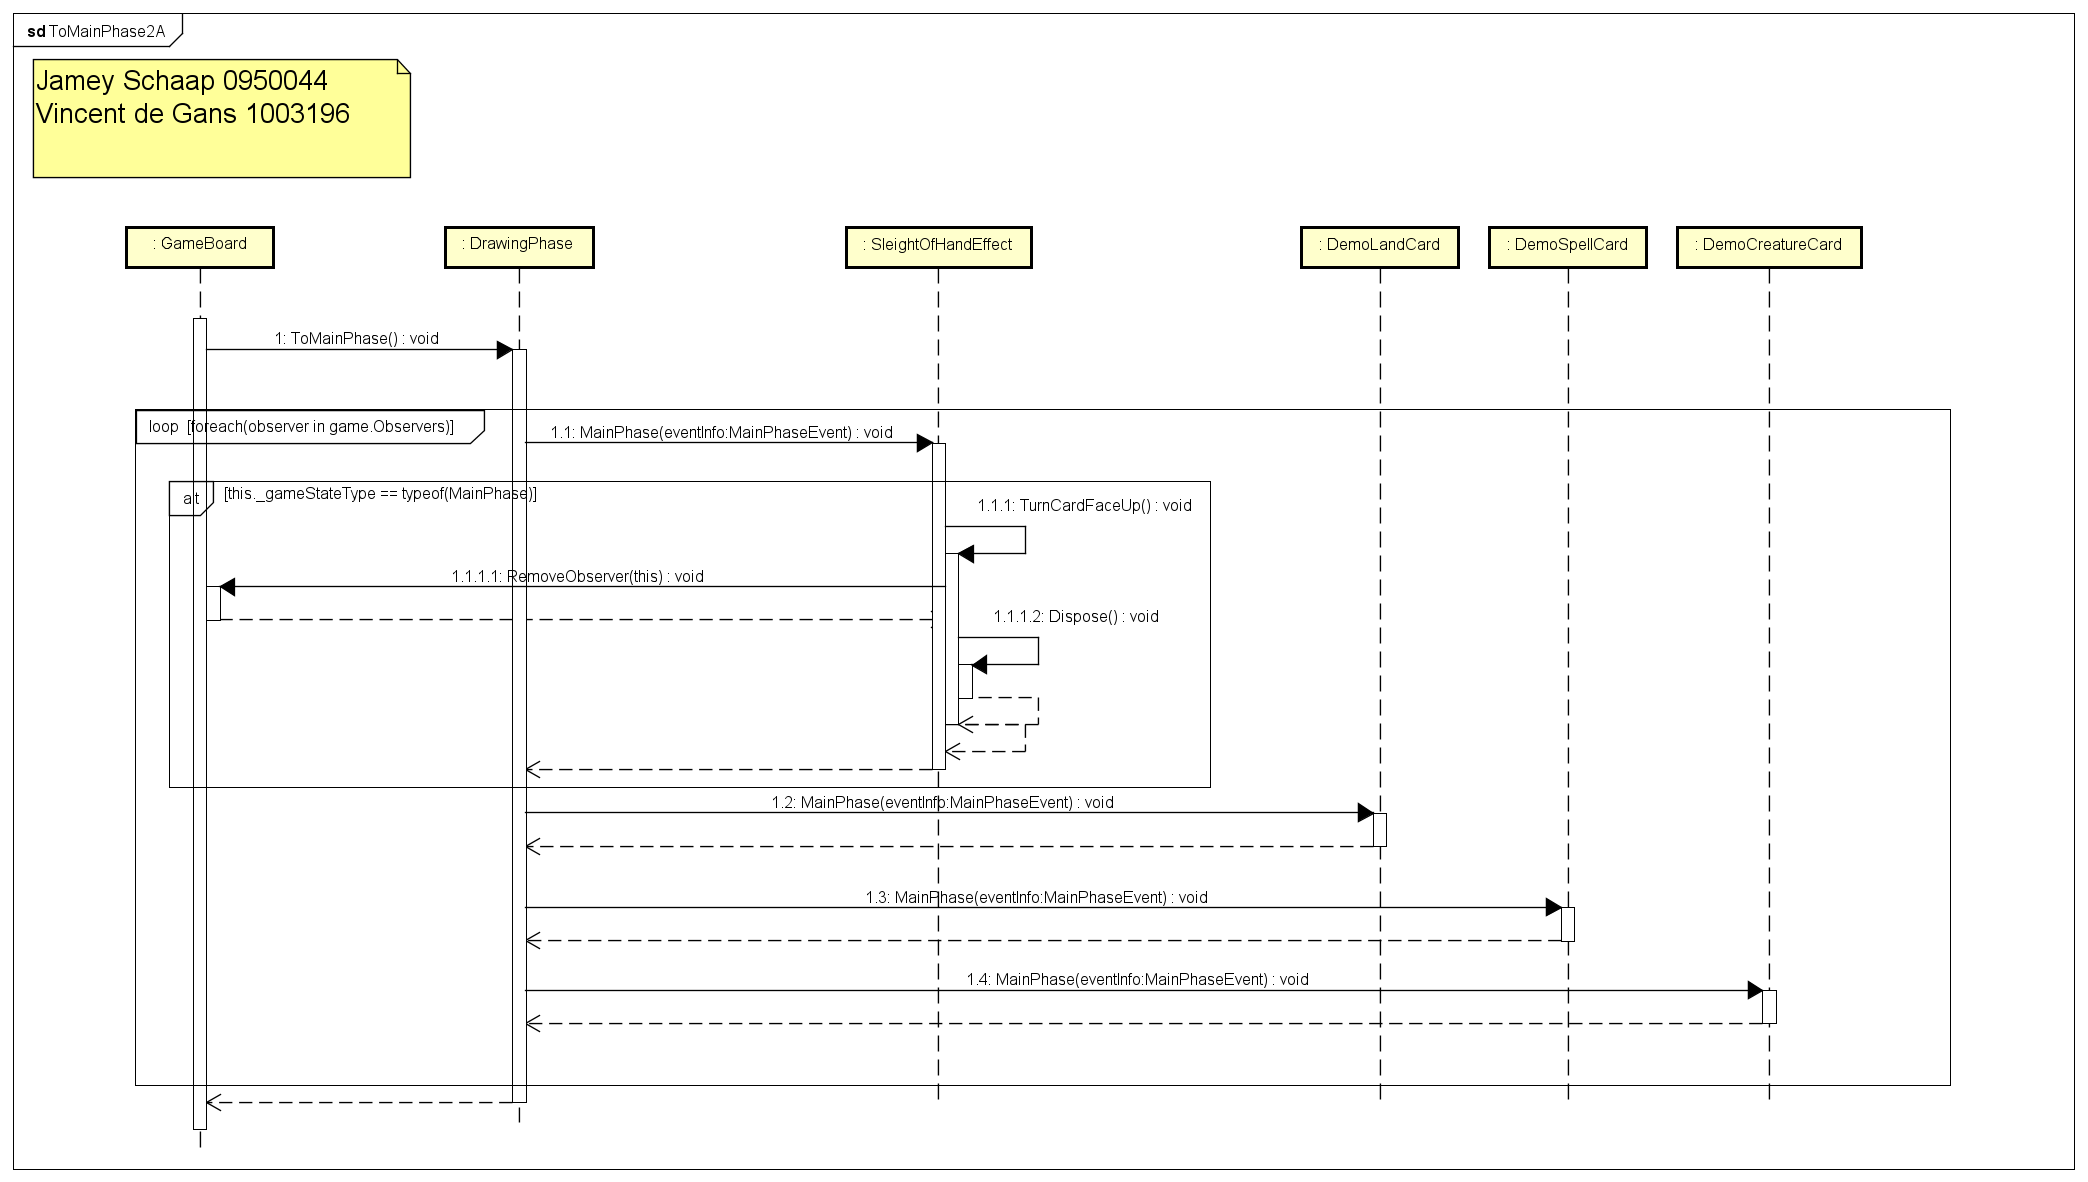 sd ToMainPhase2A
Jamey Schaap 0950044
Vincent de Gans 1003196
: GameBoard
: DrawingPhase
: SleightOfHandEffect
: DemoLandCard
: DemoSpellCard
: DemoCreatureCard
1: ToMainPhase() : void
loop [foreach(observer in game.Observers)]
1.1: MainPhase(eventInfo:MainPhaseEvent) : void
alt [this._gameStateType == typeof(MainPhase)]
1.1.1: TurnCardFaceUp() : void
1.1.1.1: RemoveObserver(this) : void
1.1.1.2: Dispose() : void
1.2: MainPhase(eventInfo:MainPhaseEvent) : void
1.3: MainPhase(eventInfo:MainPhaseEvent) : void
1.4: MainPhase(eventInfo:MainPhaseEvent) : void